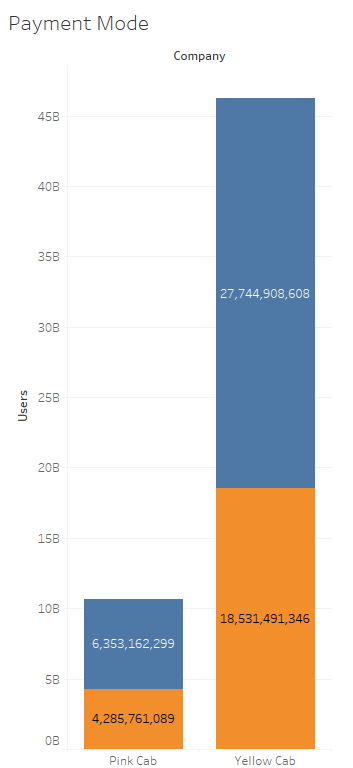 Payment Mode
Company
45B
40B
35B
30B
27,744,908,608
25B
Users
20B
15B
10B
18,531,491,346
6,353,162,299
5B
4,285,761,089
0B
Pink Cab
Yellow Cab